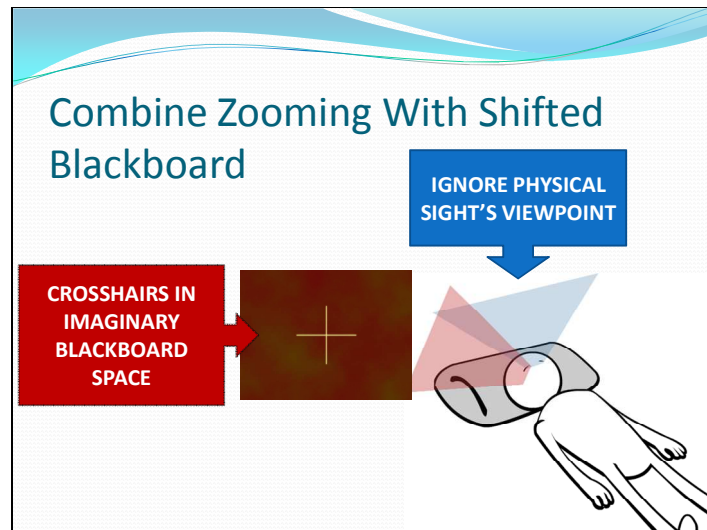 Combine Zooming With Shifted
Blackboard
IGNORE PHYSICAL
SIGHT'S VIEWPOINT
CROSSHAIRS IN
IMAGINARY
BLACKBOARD
SPACE